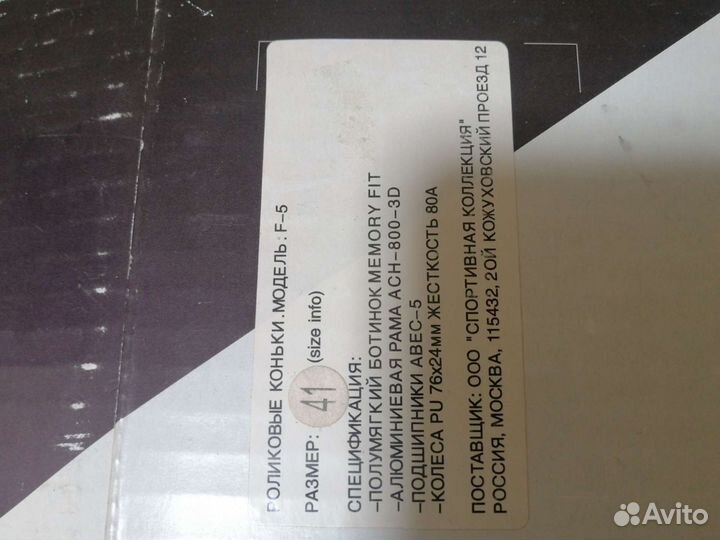 РОЛИКОВЫЕ КОНЬКИ.МОДЕЛЬ: F-5
РАЗМЕР: 41 (size info)
СПЕЦИФИКАЦИЯ:
-ПОЛУМЯГКИЙ БОТИНОК MEMORY FIT
-АЛЮМИНИЕВАЯ РАМА ACH-800-3D
-ПОДШИПНИКИ ABEC-5
-КОЛЕСА PU 76x24мм ЖЕСТКОСТЬ 80A
ПОСТАВЩИК: ООО "СПОРТИВНАЯ КОЛЛЕКЦИЯ"
РОССИЯ, МОСКВА, 115432, 2ОЙ КОЖУХОВСКИЙ ПРОЕЗД 12
Avito